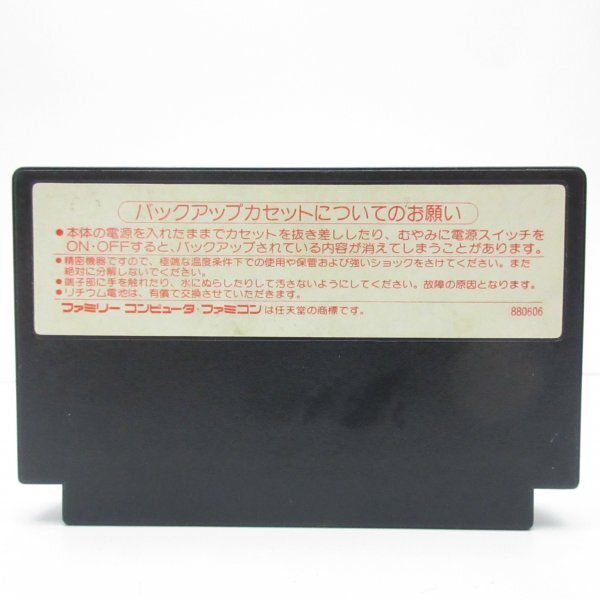 バックアップカセットについてのお願い
●本体の電源を入れたままでカセットを抜き差ししたり、むやみに電源スイッチを
ON・OFFすると、バックアップされている内容が消えてしまうことがあります。
●精密機器ですので、極端な温度条件下での使用や保管および強いショックをさけてください。また
絶対に分解しないでください。
●端子部に手を触れたり、水にぬらしたりして汚さないようにしてください。故障の原因となります。
●リチウム電池は、有償で交換させていただきます。
ファミリー コンピュータ・ファミコンは任天堂の商標です。 880606